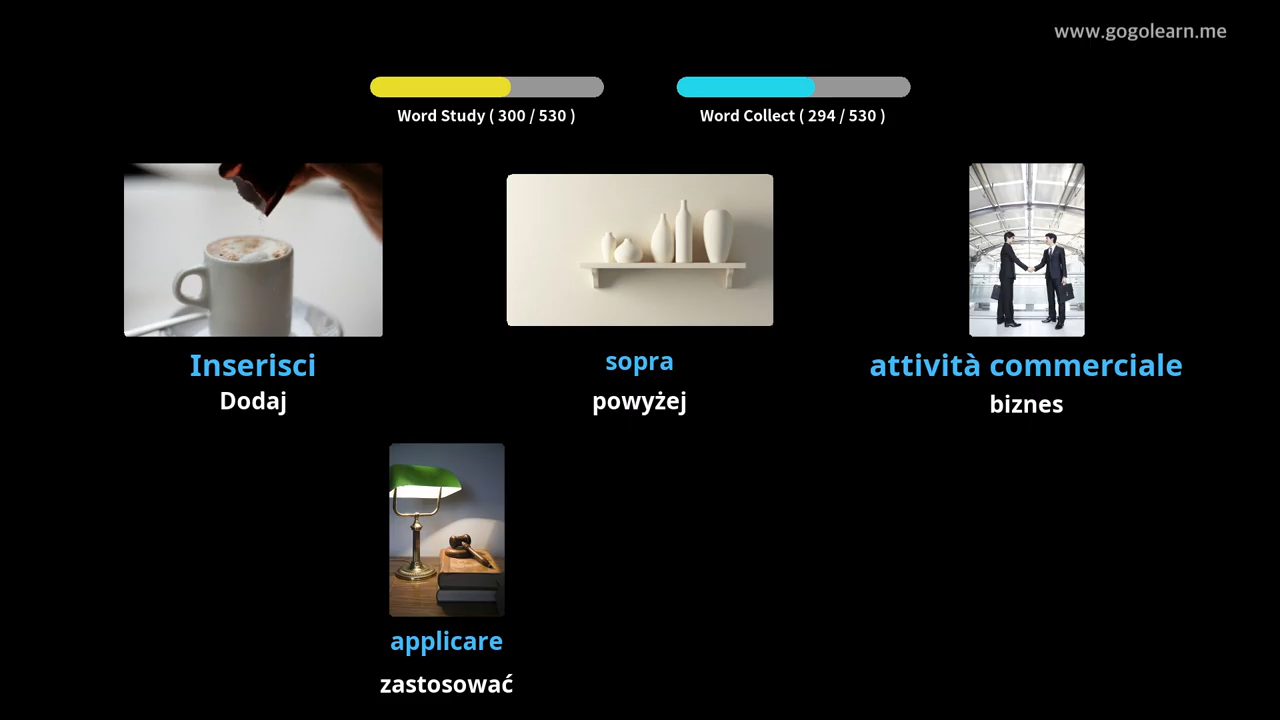 www.gogolearn.me
Word Study ( 300 / 530 )
Word Collect ( 294 / 530 )
Inserisci
Dodaj
sopra
powyżej
attività commerciale
biznes
applicare
zastosować